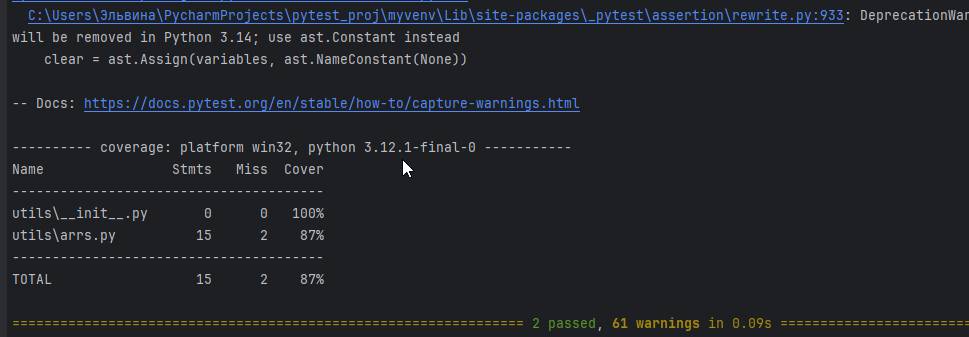 C:\Users\Эльвина\PycharmProjects\pytest_proj\myvenv\Lib\site-packages\_pytest\assertion\rewrite.py:933: DeprecationWar
will be removed in Python 3.14; use ast.Constant instead
    clear = ast.Assign(variables, ast.NameConstant(None))

-- Docs: https://docs.pytest.org/en/stable/how-to/capture-warnings.html

---------- coverage: platform win32, python 3.12.1-final-0 -----------
Name                Stmts   Miss  Cover
---------------------------------------
utils\__init__.py       0      0   100%
utils\arrs.py          15      2    87%
---------------------------------------
TOTAL                  15      2    87%

================================================================ 2 passed, 61 warnings in 0.09s ========================